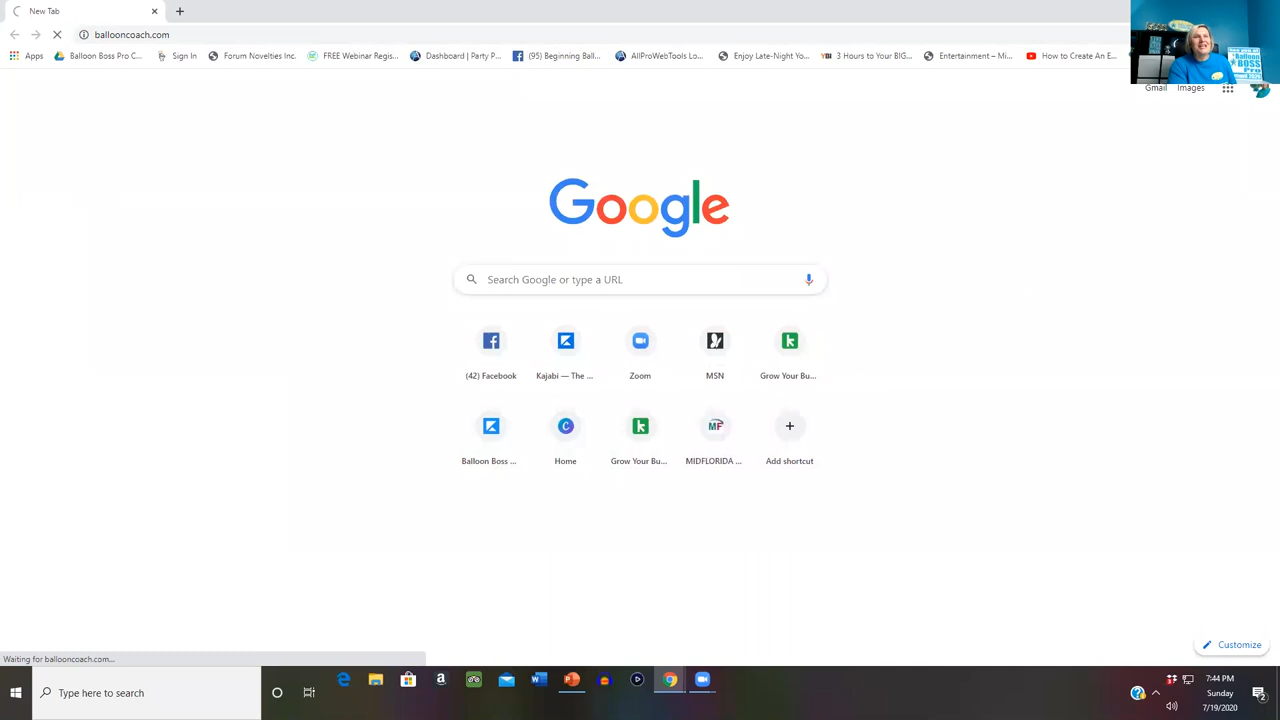 New Tab
ballooncoach.com
Apps
Balloon Boss Pro C...
Sign In
Forum Novelties Inc.
FREE Webinar Regis...
Dashboard | Party P...
(95) Beginning Ball...
AllProWebTools Lo...
Enjoy Late-Night Yo...
3 Hours to Your BIG...
Entertainment – Mi...
How to Create An E...
Gmail
Images
Google
Search Google or type a URL
(42) Facebook
Kajabi — The ...
Zoom
MSN
Grow Your Bu...
Balloon Boss ...
Home
Grow Your Bu...
MIDFLORIDA ...
Add shortcut
Customize
Waiting for ballooncoach.com...
Type here to search
7:44 PM
Sunday
7/19/2020
2